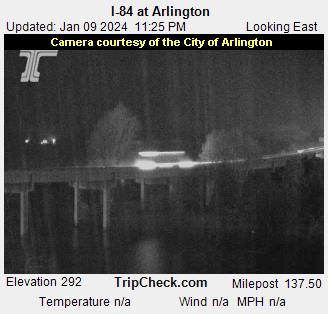 I-84 at Arlington
Updated: Jan 09 2024 11:25 PM Looking East
Camera courtesy of the City of Arlington
Elevation 292 TripCheck.com Milepost 137.50
Temperature n/a Wind n/a MPH n/a